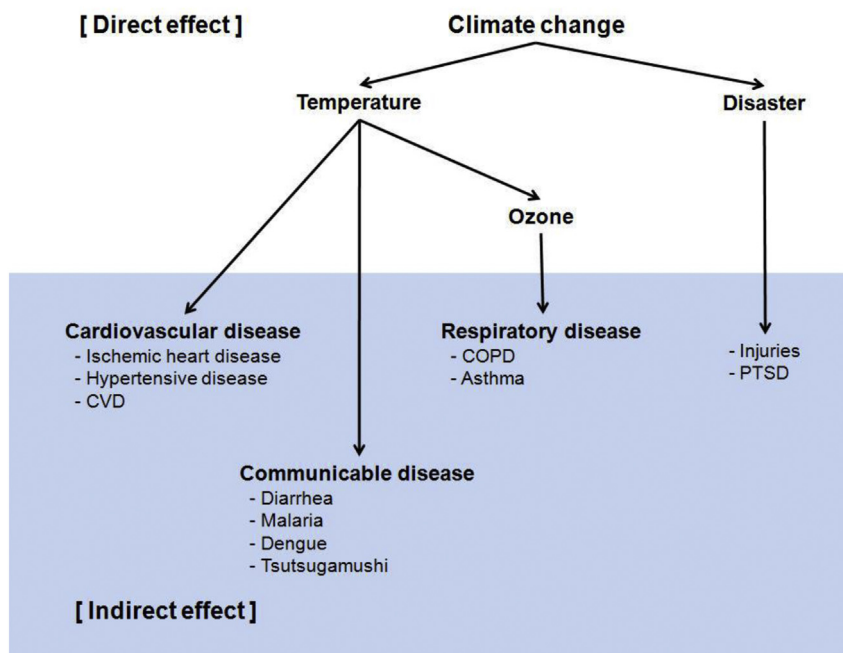 [ Direct effect ]
Climate change
Temperature
Disaster
Ozone
Cardiovascular disease
- Ischemic heart disease
- Hypertensive disease
- CVD
Respiratory disease
- COPD
- Asthma
- Injuries
- PTSD
Communicable disease
- Diarrhea
- Malaria
- Dengue
- Tsutsugamushi
[ Indirect effect ]